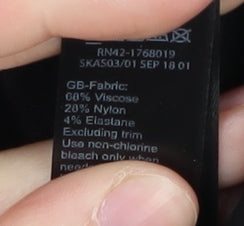 RN42-1768019
SKA503/01 SEP 18 01
GB-Fabric:
68% Viscose
28% Nylon
4% Elastane
Excluding trim
Use non-chlorine
bleach only when